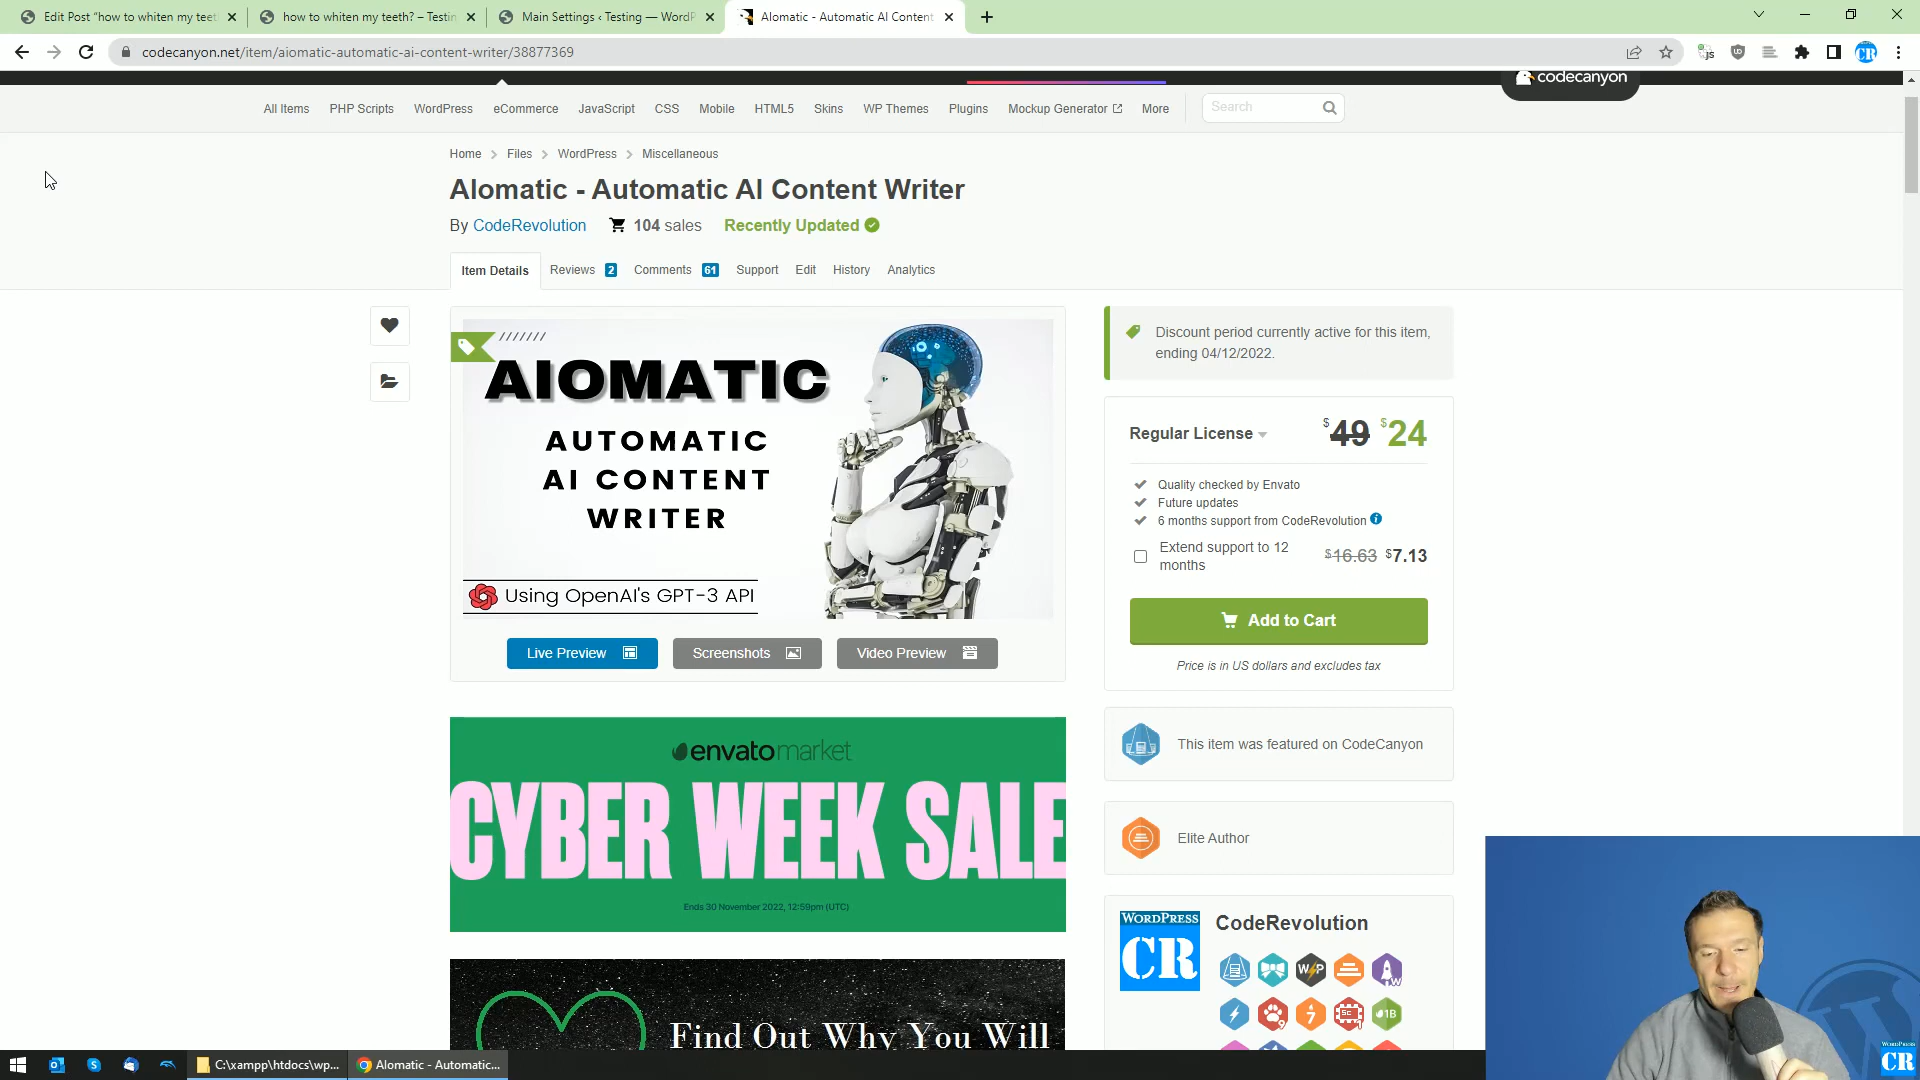 Edit Post “how to whiten my teet
how to whiten my teeth? – Testin
Main Settings ‹ Testing — WordP
AIomatic - Automatic AI Content
codecanyon.net/item/aiomatic-automatic-ai-content-writer/38877369
codecanyon
All Items PHP Scripts WordPress eCommerce JavaScript CSS Mobile HTML5 Skins WP Themes Plugins Mockup Generator More
Search
Home Files WordPress Miscellaneous
AIomatic - Automatic AI Content Writer
By CodeRevolution 104 sales Recently Updated
Item Details Reviews 2 Comments 61 Support Edit History Analytics
AIOMATIC
AUTOMATIC
AI CONTENT
WRITER
Using OpenAI's GPT-3 API
Live Preview
Screenshots
Video Preview
Discount period currently active for this item,
ending 04/12/2022.
Regular License $49 $24
Quality checked by Envato
Future updates
6 months support from CodeRevolution
Extend support to 12
months
$16.63 $7.13
Add to Cart
Price is in US dollars and excludes tax
This item was featured on CodeCanyon
Elite Author
envatomarket
CYBER WEEK SALE
Ends 30 November 2022, 12:59pm (UTC)
WORDPRESS
CR
CodeRevolution
Find Out Why You Will
C:\xampp\htdocs\wp...
AIomatic - Automatic...
WORDPRESS
CR